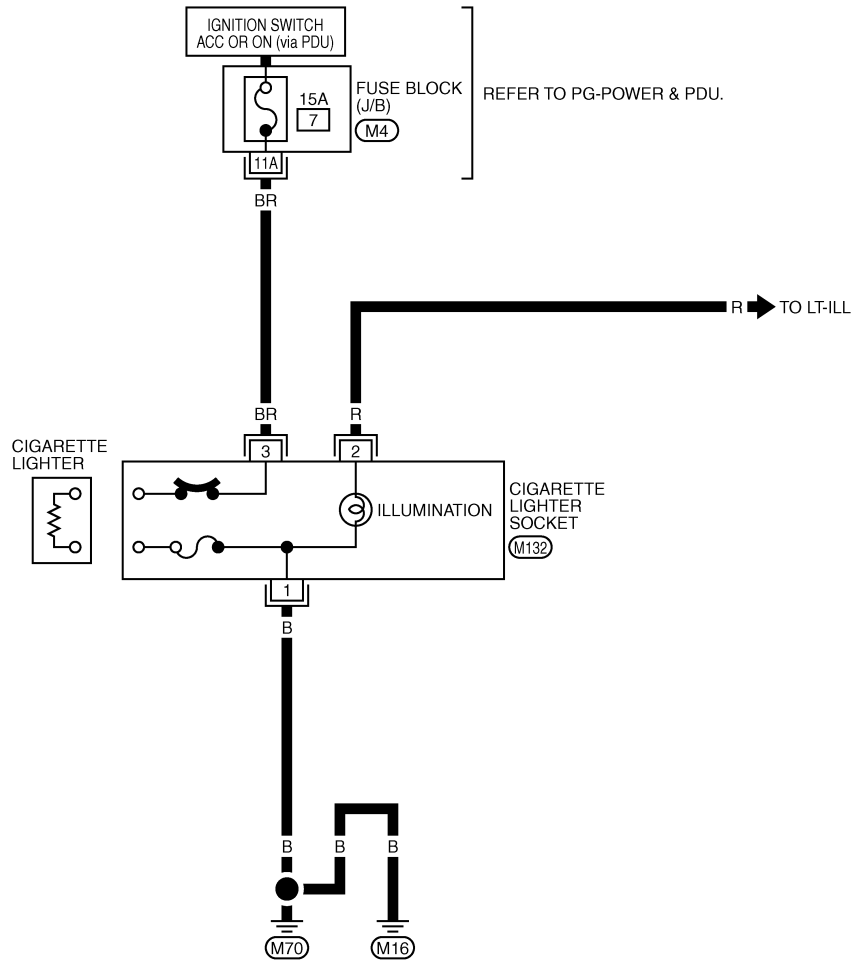 IGNITION SWITCH
ACC OR ON (via PDU)
FUSE BLOCK
(J/B)
M4
15A
7
REFER TO PG-POWER & PDU.
11A
BR
R
TO LT-ILL
BR
R
3
2
CIGARETTE
LIGHTER
ILLUMINATION
CIGARETTE
LIGHTER
SOCKET
M132
1
B
B
B
B
M70
M16